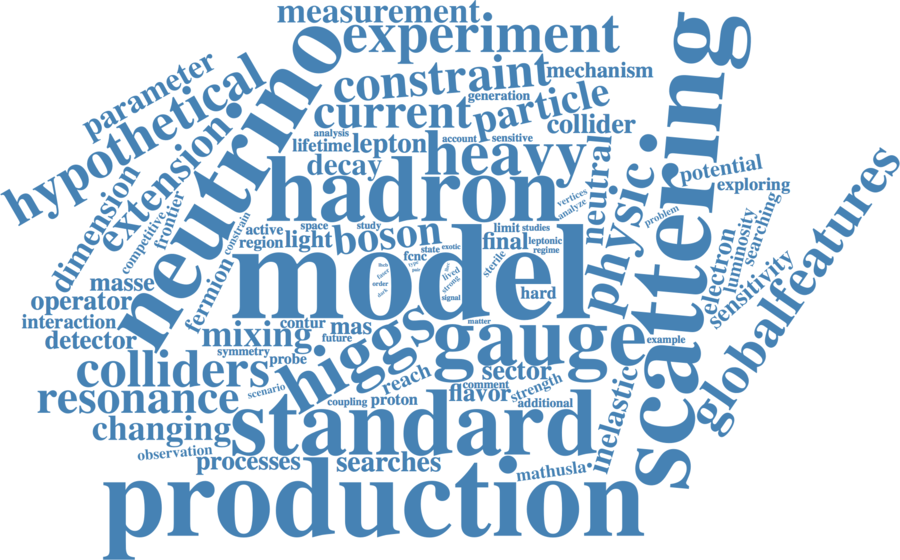 measurement
experiment
scattering
parameter
hypothetical
neutrino
constraint
mechanism
generation
current
particle
collider
analysis
account
sensitive
lifetime
lepton
heavy
neutral
physic
potential
exploring
decay
hadron
extension
dimension
competitive
frontier
constrain
vertices
analyze
problem
active
space
study
limit
studies
region
light
boson
final
leptonic
state
exotic
regime
fcnc
sterile
model
electron
luminosity
searching
sensitivity
globalfeatures
masse
operator
interaction
detector
fermion
order
dark
type
lived
strong
signal
hard
mixing
contur
mas
future
matter
higgs
gauge
example
symmetry
probe
colliders
scenario
reach
sector
comment
flavor
strength
resonance
coupling
proton
additional
inelastic
changing
standard
observation
processes
searches
mathusla
production